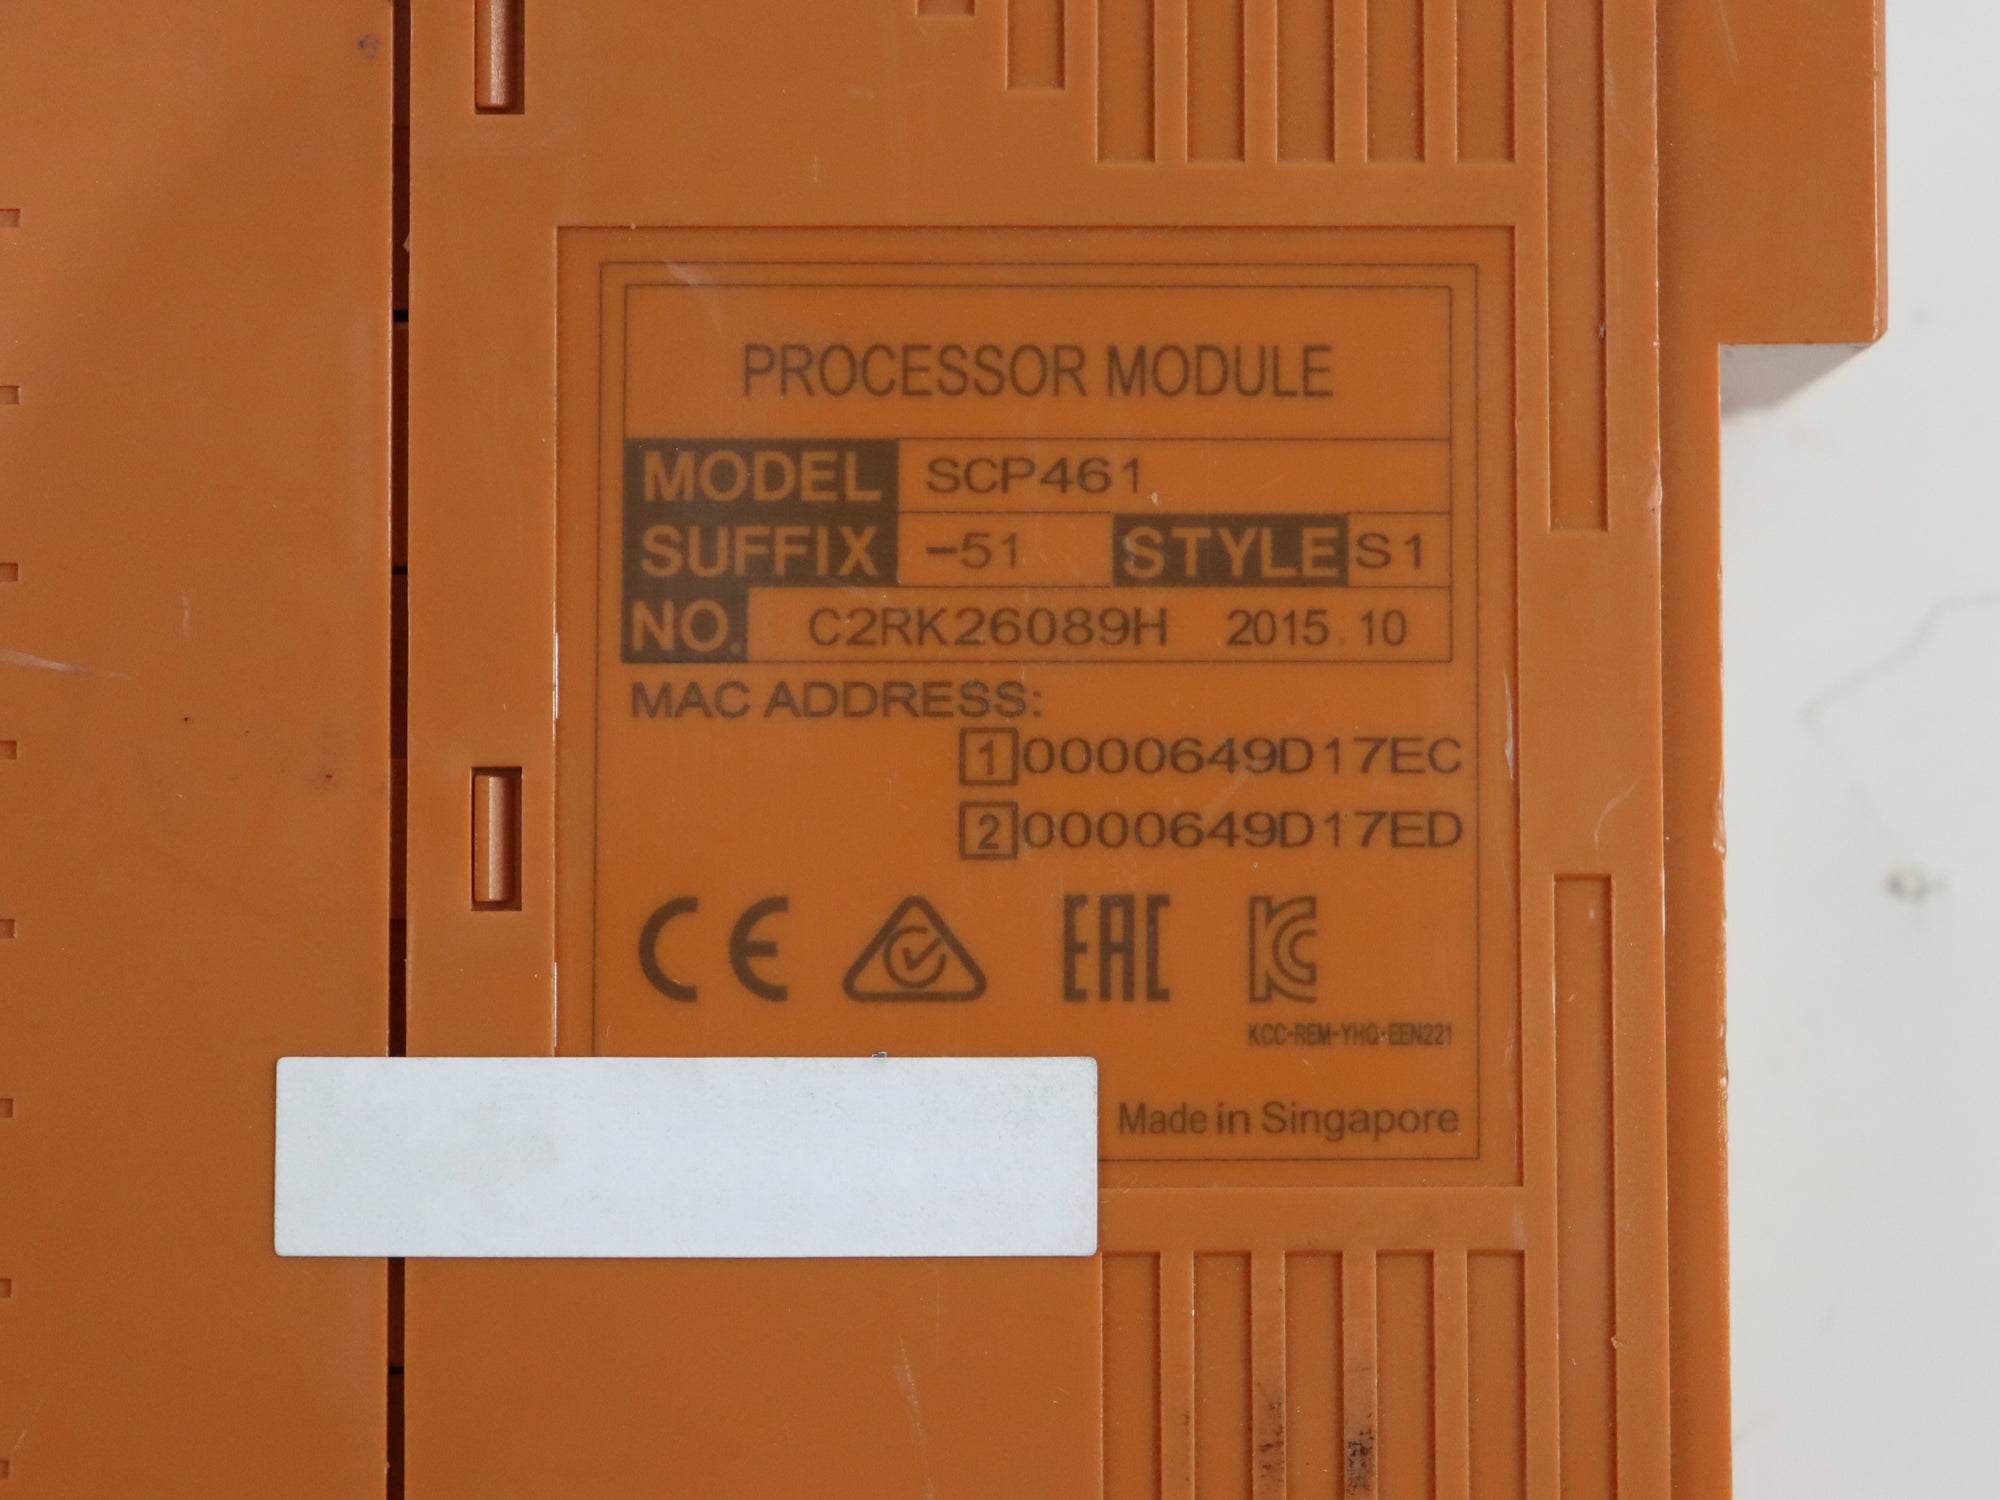 PROCESSOR MODULE
MODEL SCP461
SUFFIX -51 STYLE S1
NO. C2RK26089H 2015.10
MAC ADDRESS:
1 0000649D17EC
2 0000649D17ED
CE EAC KC
KCC-REM-YHQ-EEN221
Made in Singapore